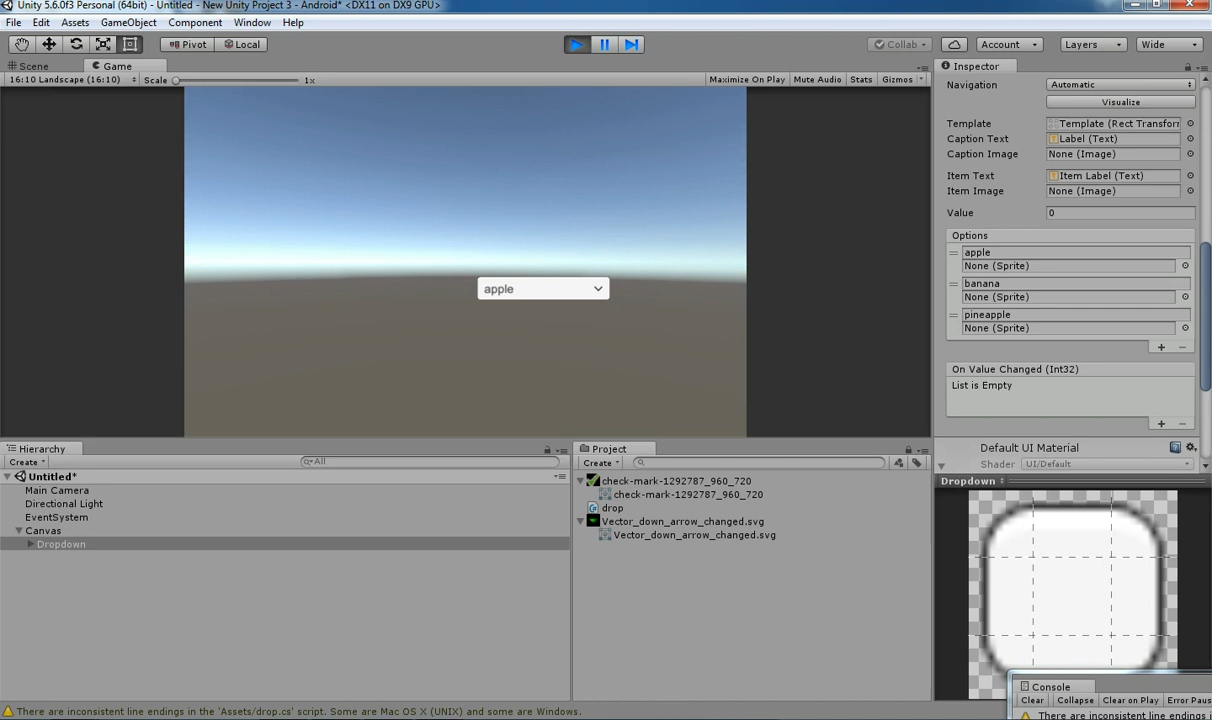 Unity 5.6.0f3 Personal (64bit) - Untitled - New Unity Project 3 - Android* <DX11 on DX9 GPU>
File Edit Assets GameObject Component Window Help
Pivot Local Collab Account Layers Wide
Scene Game
16:10 Landscape (16:10) Scale 1x Maximize On Play Mute Audio Stats Gizmos
apple
Inspector
Navigation Automatic
Visualize
Template Template (Rect Transforr
Caption Text Label (Text)
Caption Image None (Image)
Item Text Item Label (Text)
Item Image None (Image)
Value 0
Options
apple
None (Sprite)
banana
None (Sprite)
pineapple
None (Sprite)
On Value Changed (Int32)
List is Empty
Default UI Material
Shader UI/Default
Hierarchy
Create All
Untitled*
Main Camera
Directional Light
EventSystem
Canvas
Dropdown
Project
Create
check-mark-1292787_960_720
check-mark-1292787_960_720
drop
Vector_down_arrow_changed.svg
Vector_down_arrow_changed.svg
Dropdown
Console
Clear Collapse Clear on Play Error Paus
There are inconsistent line endings i
There are inconsistent line endings in the 'Assets/drop.cs' script. Some are Mac OS X (UNIX) and some are Windows.